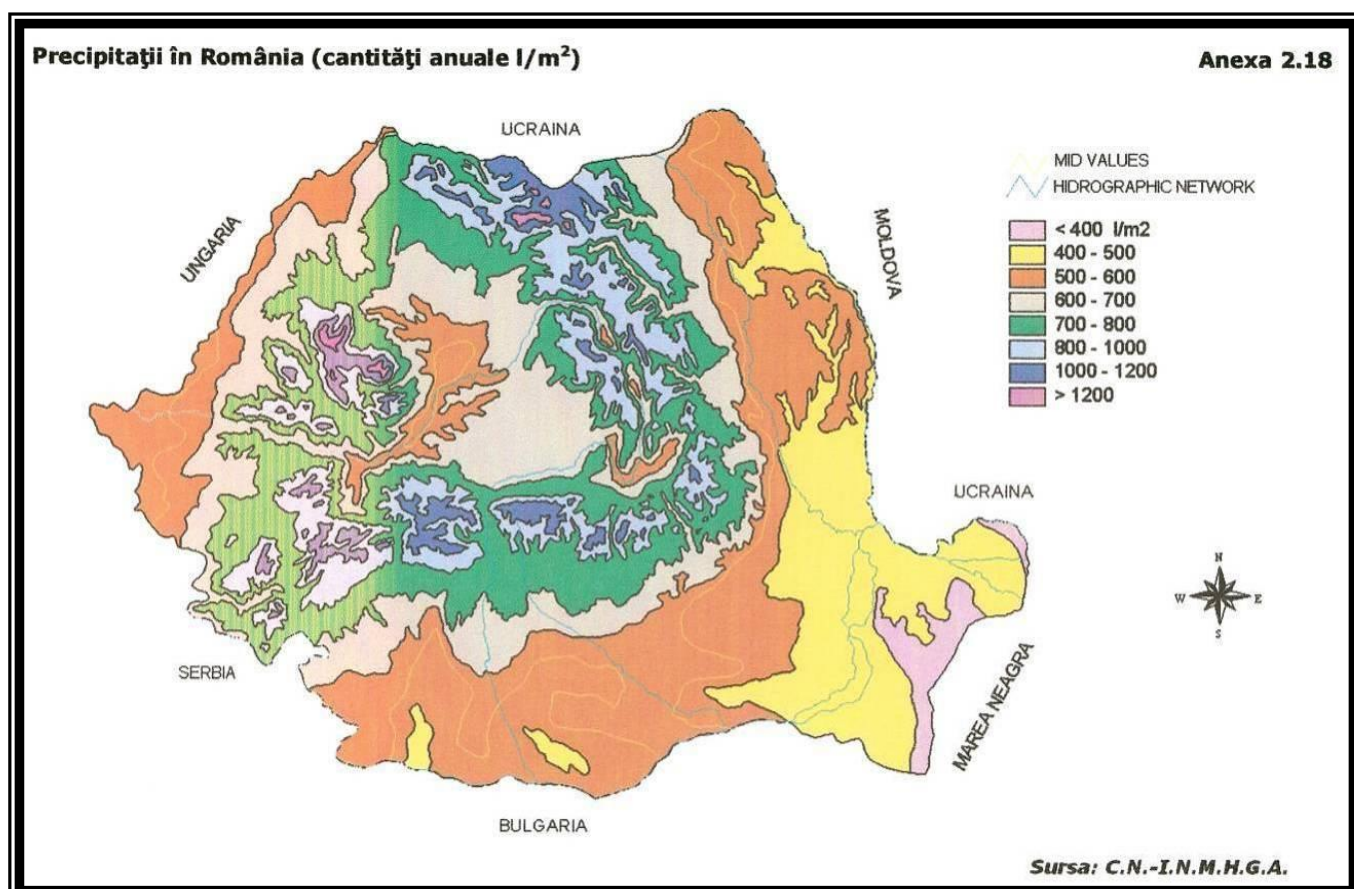 Precipitaţii în România (cantităţi anuale l/m²)
Anexa 2.18
UCRAINA
MID VALUES
HIDROGRAPHIC NETWORK
< 400 l/m2
400 - 500
500 - 600
600 - 700
700 - 800
800 - 1000
1000 - 1200
> 1200
UNGARIA
MOLDOVA
UCRAINA
N
W E
S
SERBIA
MAREA NEAGRA
BULGARIA
Sursa: C.N.-I.N.M.H.G.A.